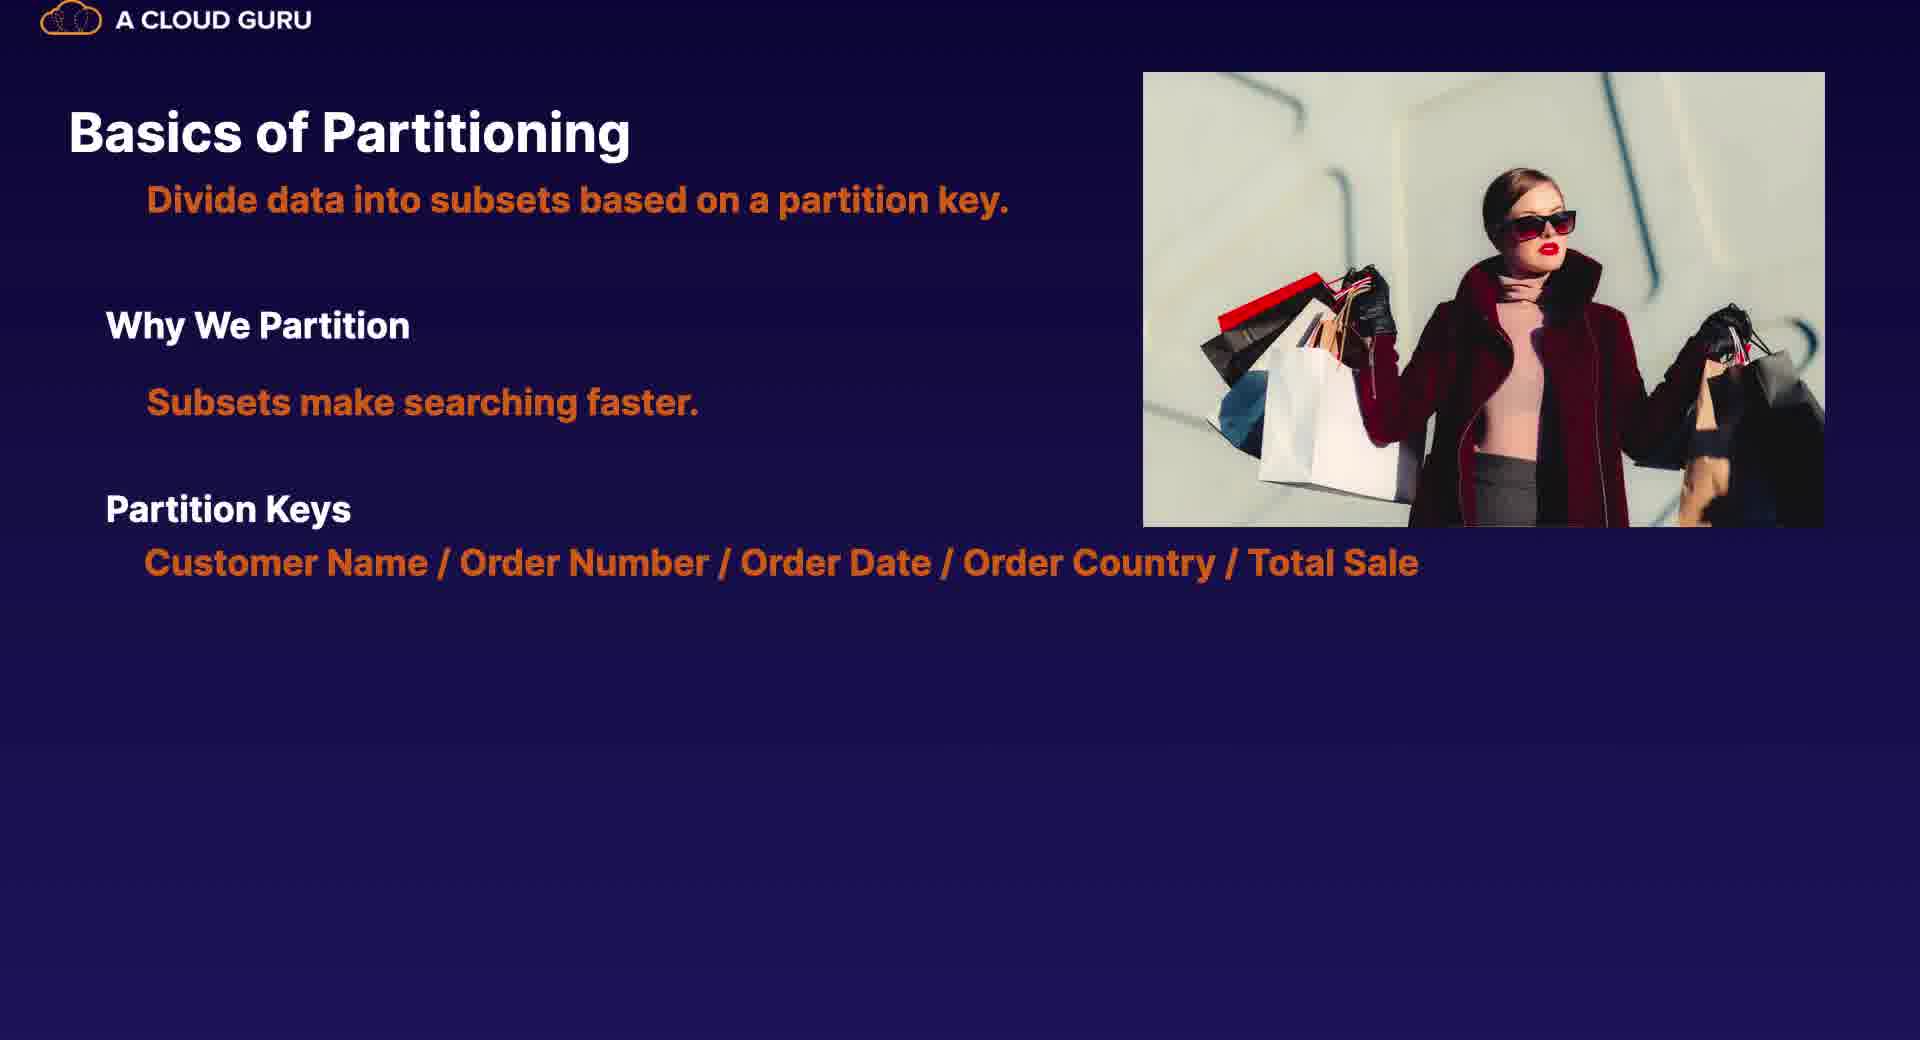 A CLOUD GURU
Basics of Partitioning
Divide data into subsets based on a partition key.
Why We Partition
Subsets make searching faster.
Partition Keys
Customer Name / Order Number / Order Date / Order Country / Total Sale